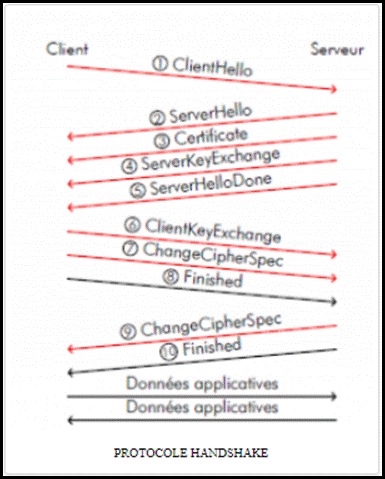 Client Serveur
① ClientHello
② ServerHello
③ Certificate
④ ServerKeyExchange
⑤ ServerHelloDone
⑥ ClientKeyExchange
⑦ ChangeCipherSpec
⑧ Finished
⑨ ChangeCipherSpec
⑩ Finished
Données applicatives
Données applicatives
PROTOCOLE HANDSHAKE